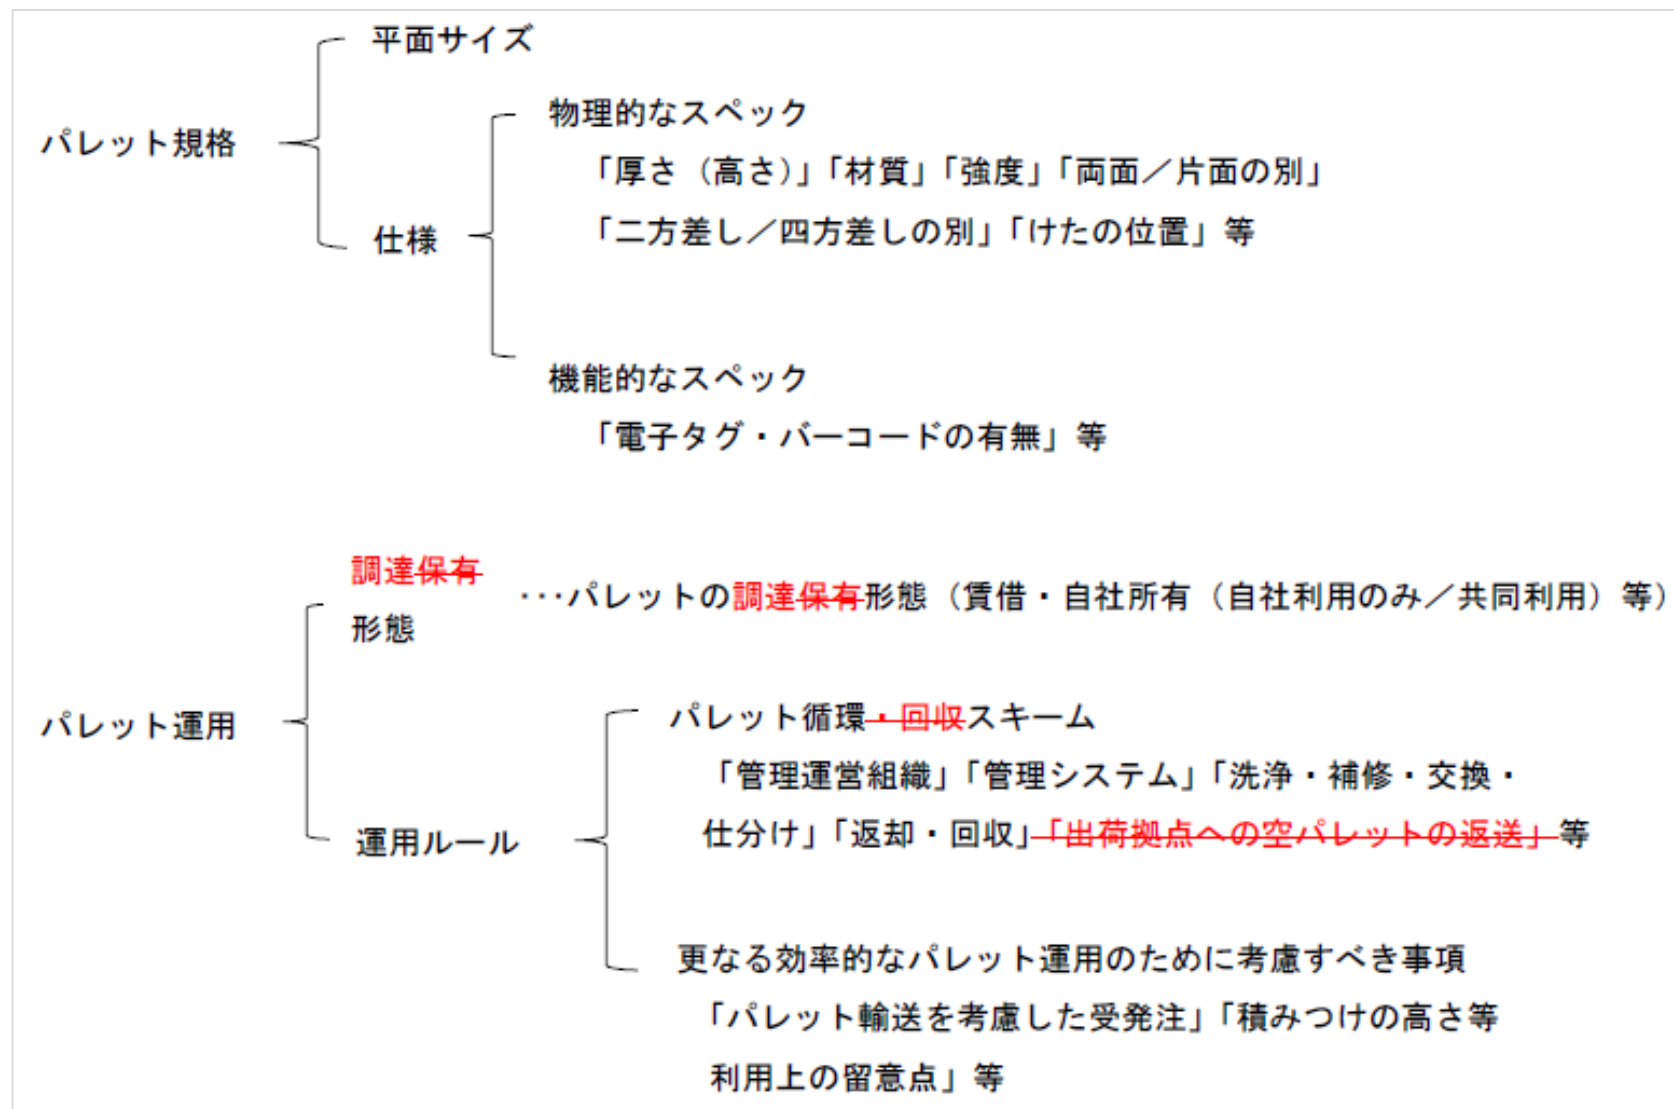 平面サイズ
パレット規格
物理的なスペック
「厚さ（高さ）」「材質」「強度」「両面／片面の別」
「二方差し／四方差しの別」「けたの位置」等
仕様
機能的なスペック
「電子タグ・バーコードの有無」等
調達保有
形態
･･･パレットの調達保有形態（賃借・自社所有（自社利用のみ／共同利用）等）
パレット運用
パレット循環・回収スキーム
「管理運営組織」「管理システム」「洗浄・補修・交換・
仕分け」「返却・回収」「出荷拠点への空パレットの返送」等
運用ルール
更なる効率的なパレット運用のために考慮すべき事項
「パレット輸送を考慮した受発注」「積みつけの高さ等
利用上の留意点」等